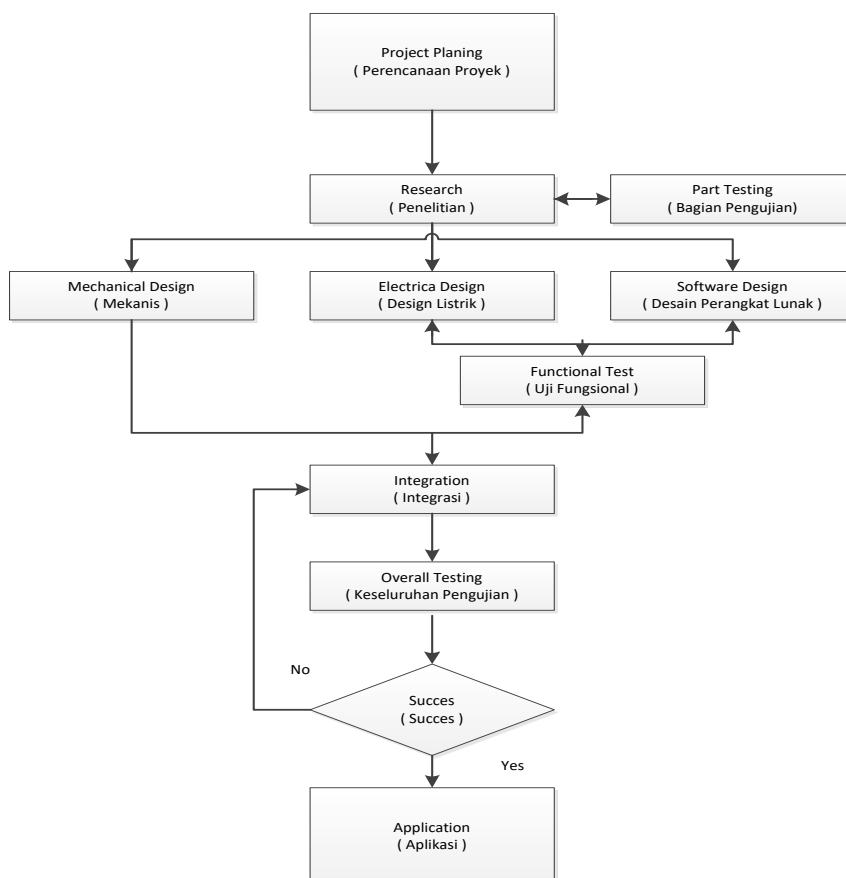 Project Planing
( Perencanaan Proyek )
Research
( Penelitian )
Part Testing
( Bagian Pengujian)
Mechanical Design
( Mekanis )
Electrica Design
( Design Listrik )
Software Design
( Desain Perangkat Lunak )
Functional Test
( Uji Fungsional )
Integration
( Integrasi )
Overall Testing
( Keseluruhan Pengujian )
No
Succes
( Succes )
Yes
Application
( Aplikasi )